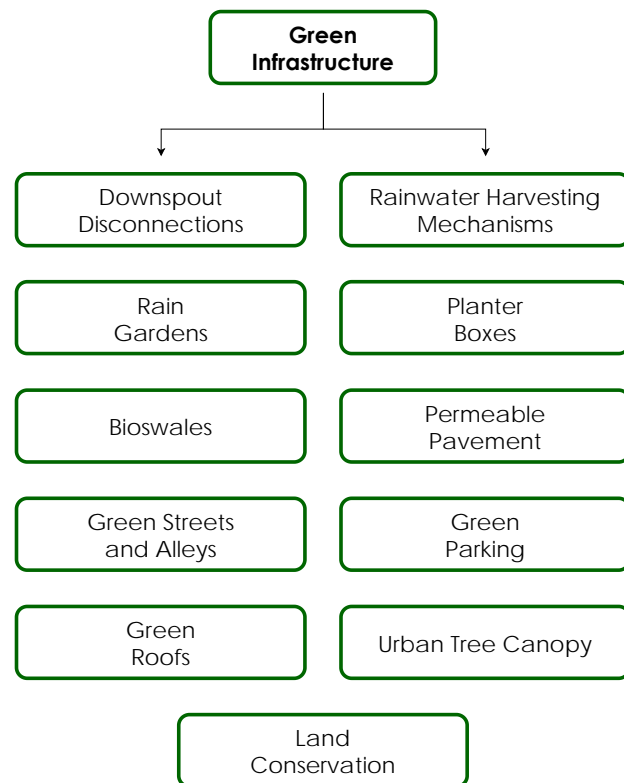 Green
Infrastructure
Downspout
Disconnections
Rainwater Harvesting
Mechanisms
Rain
Gardens
Planter
Boxes
Bioswales
Permeable
Pavement
Green Streets
and Alleys
Green
Parking
Green
Roofs
Urban Tree Canopy
Land
Conservation